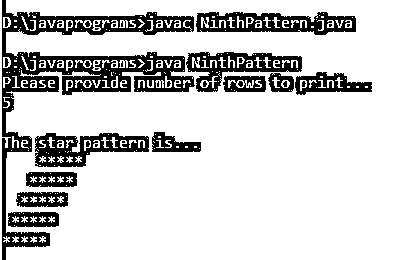 D:\javaprograms>javac NinthPattern.java
D:\javaprograms>java NinthPattern
Please provide number of rows to print...
5
The star pattern is...
    *****
   *****
  *****
 *****
*****